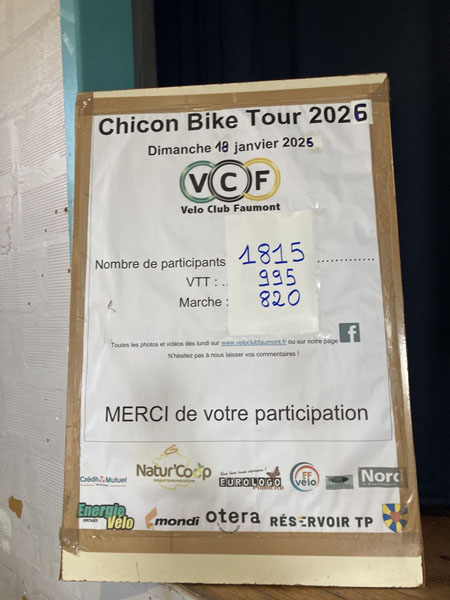 Chicon Bike Tour 2026
Dimanche 18 janvier 2026
VCF
Velo Club Faumont
Nombre de participants 1815
VTT : 995
Marche : 820
Toutes les photos et vidéos dès lundi sur www.veloclubfaumont.fr ou sur notre page f
N'hésitez pas à nous laisser vos commentaires !
MERCI de votre participation
Crédit Mutuel
Natur'Coop
EUROLOGO
FF vélo
Nord
Energie Vélo
mondi
otera
RÉSERVOIR TP